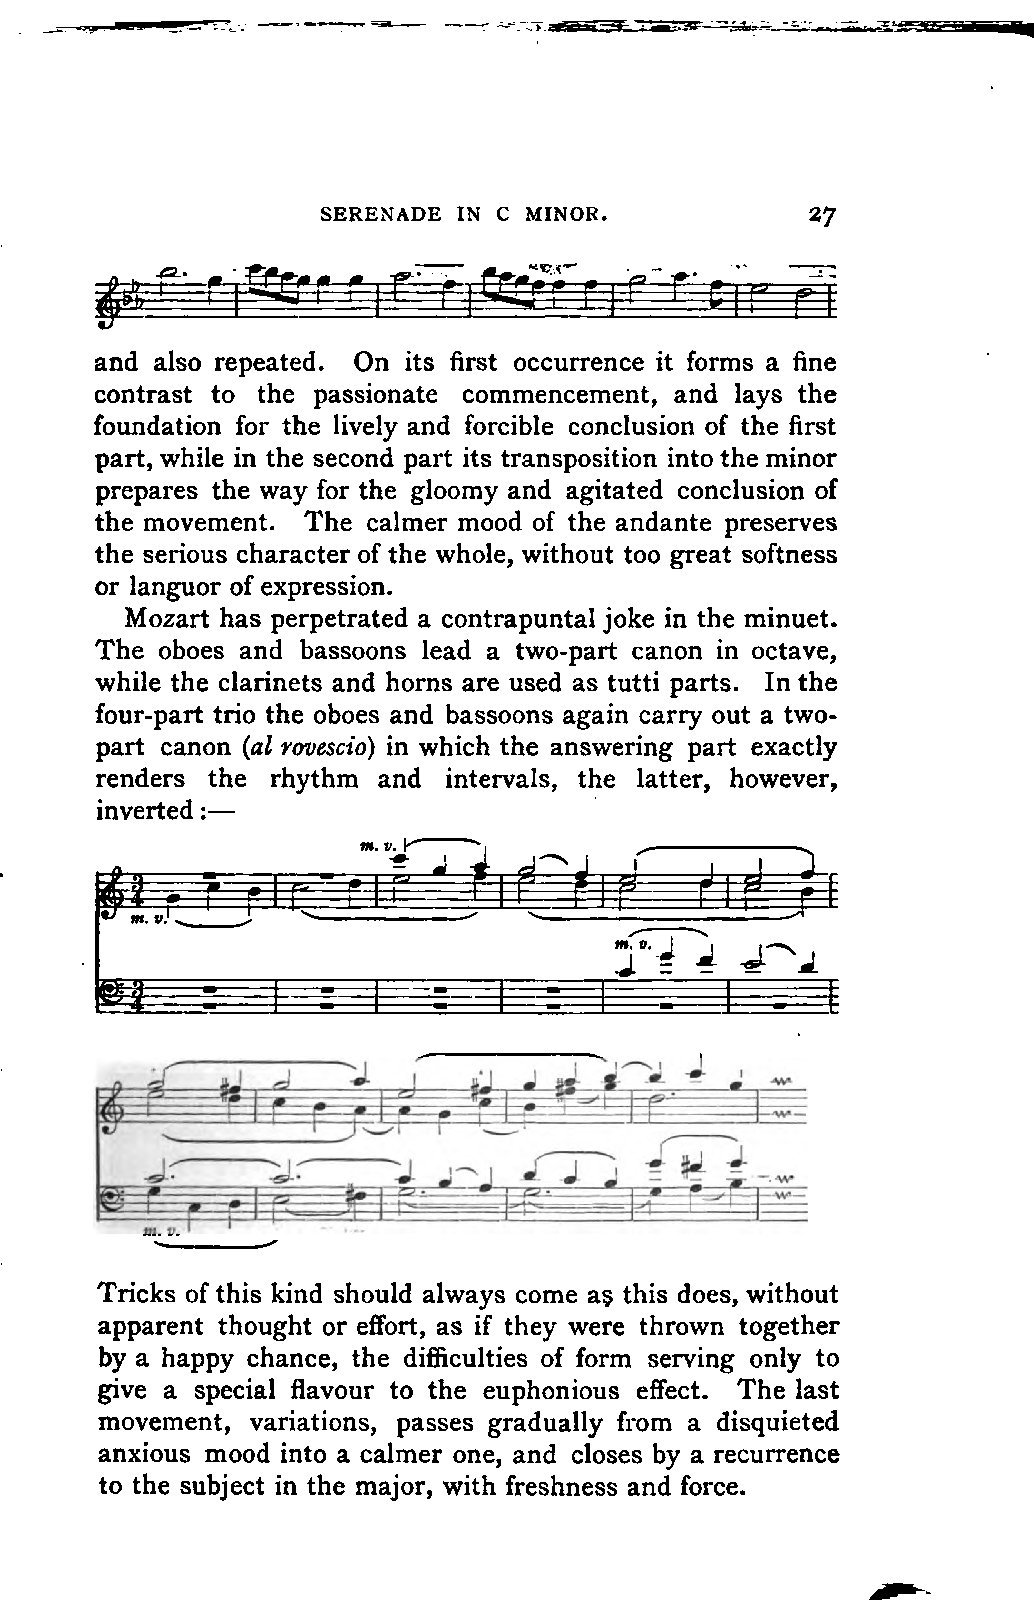 SERENADE IN C MINOR. 27
and also repeated. On its first occurrence it forms a fine
contrast to the passionate commencement, and lays the
foundation for the lively and forcible conclusion of the first
part, while in the second part its transposition into the minor
prepares the way for the gloomy and agitated conclusion of
the movement. The calmer mood of the andante preserves
the serious character of the whole, without too great softness
or languor of expression.
Mozart has perpetrated a contrapuntal joke in the minuet.
The oboes and bassoons lead a two-part canon in octave,
while the clarinets and horns are used as tutti parts. In the
four-part trio the oboes and bassoons again carry out a two-
part canon (al rovescio) in which the answering part exactly
renders the rhythm and intervals, the latter, however,
inverted :—
m. v.
3
4
m. v.
m. v.
3
4
m. v.
Tricks of this kind should always come as this does, without
apparent thought or effort, as if they were thrown together
by a happy chance, the difficulties of form serving only to
give a special flavour to the euphonious effect. The last
movement, variations, passes gradually from a disquieted
anxious mood into a calmer one, and closes by a recurrence
to the subject in the major, with freshness and force.